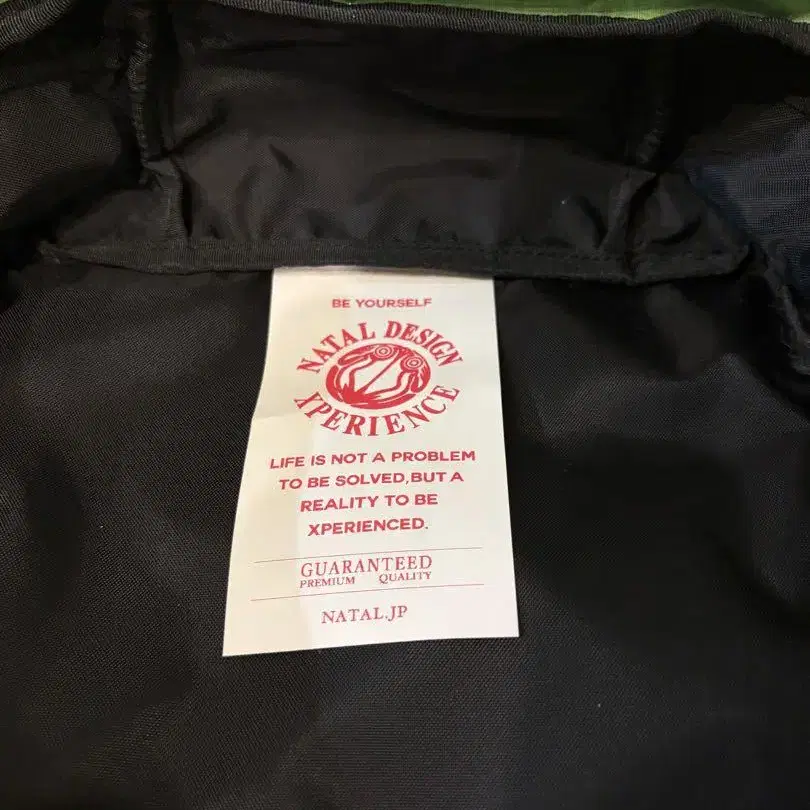 BE YOURSELF
NATAL DESIGN
XPERIENCE
LIFE IS NOT A PROBLEM
TO BE SOLVED,BUT A
REALITY TO BE
XPERIENCED.
GUARANTEED
PREMIUM QUALITY
NATAL.JP